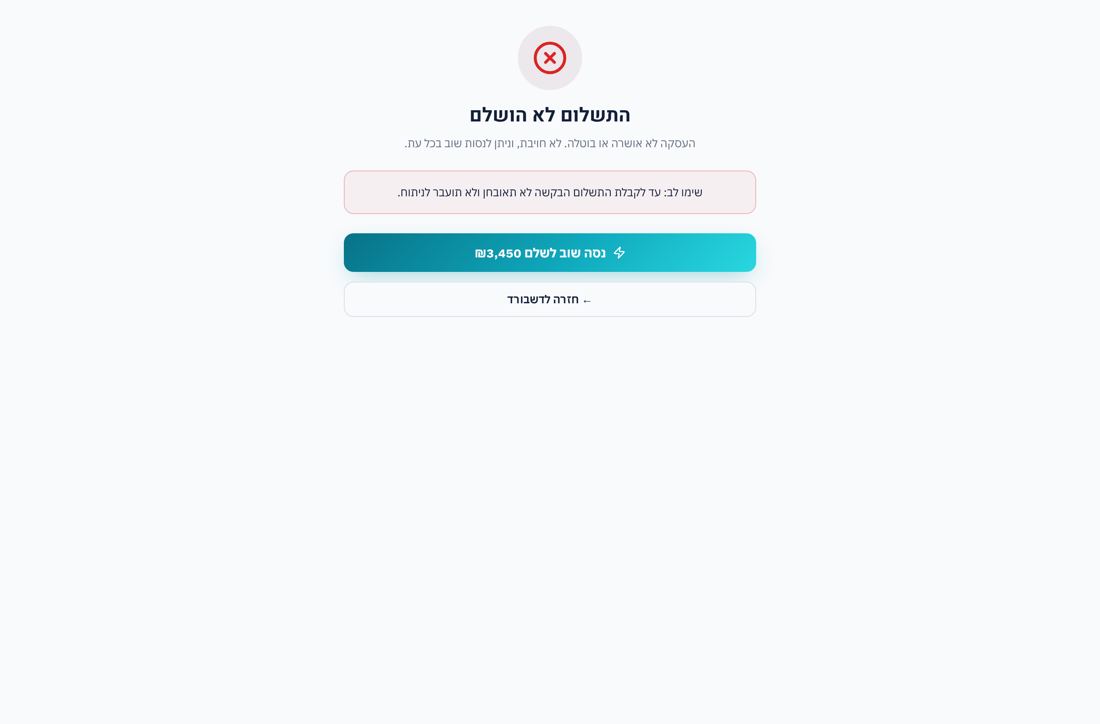 התשלום לא הושלם
העסקה לא אושרה או בוטלה. לא חויבת, וניתן לנסות שוב בכל עת.
שימו לב: עד לקבלת התשלום הבקשה לא תאובחן ולא תועבר לניתוח.
נסה שוב לשלם ₪3,450
← חזרה לדשבורד